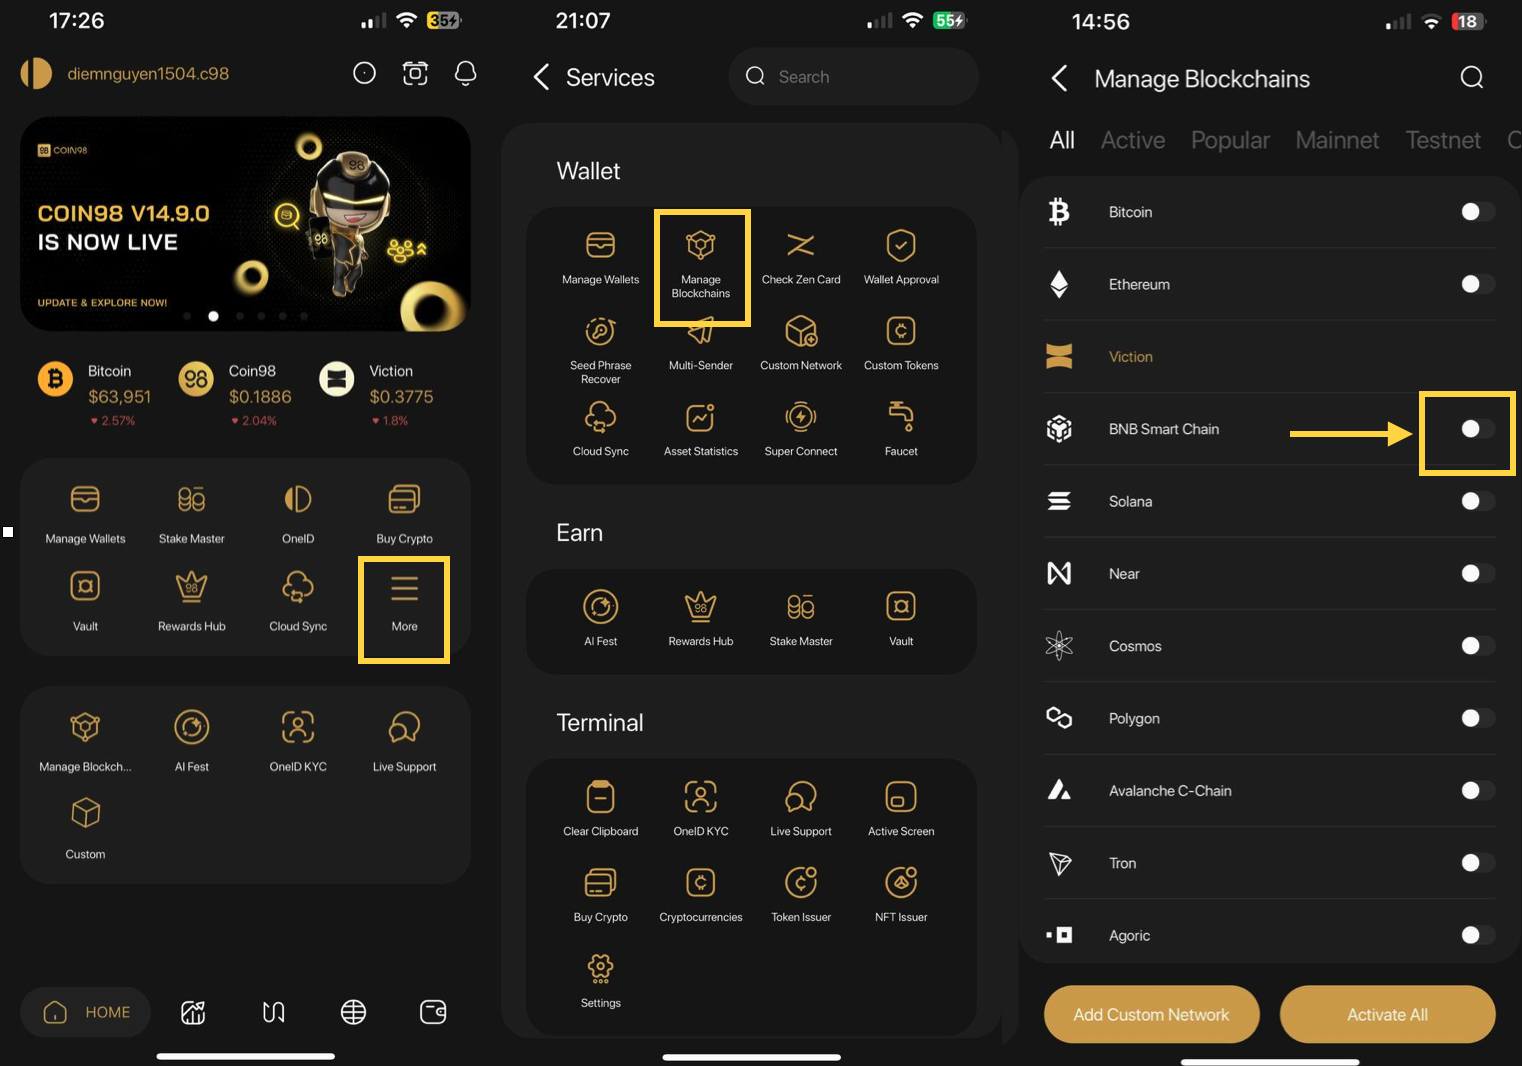 17:26
35
diemnguyen1504.c98
98 COIN98
98
COIN98 V14.9.0
IS NOW LIVE
98
UPDATE & EXPLORE NOW!
Bitcoin
$63,951
2.57%
98
Coin98
$0.1886
2.04%
Viction
$0.3775
1.8%
Manage Wallets
Stake Master
OneID
Buy Crypto
Vault
98
Rewards Hub
Cloud Sync
More
Manage Blockch...
AI Fest
OneID KYC
Live Support
Custom
HOME
21:07
55
Services
Search
Wallet
Manage Wallets
Manage
Blockchains
Check Zen Card
Wallet Approval
Seed Phrase
Recover
Multi-Sender
Custom Network
Custom Tokens
Cloud Sync
Asset Statistics
Super Connect
Faucet
Earn
AI Fest
98
Rewards Hub
Stake Master
Vault
Terminal
Clear Clipboard
OneID KYC
Live Support
Active Screen
Buy Crypto
Cryptocurrencies
Token Issuer
NFT Issuer
Settings
14:56
18
Manage Blockchains
All Active Popular Mainnet Testnet C
Bitcoin
Ethereum
Viction
BNB Smart Chain
Solana
Near
Cosmos
Polygon
Avalanche C-Chain
Tron
Agoric
Add Custom Network
Activate All